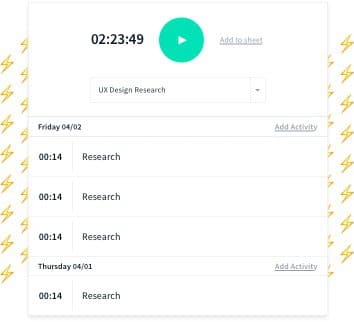 02:23:49
Add to sheet
UX Design Research
Friday 04/02
Add Activity
00:14 Research
00:14 Research
00:14 Research
Thursday 04/01
Add Activity
00:14 Research